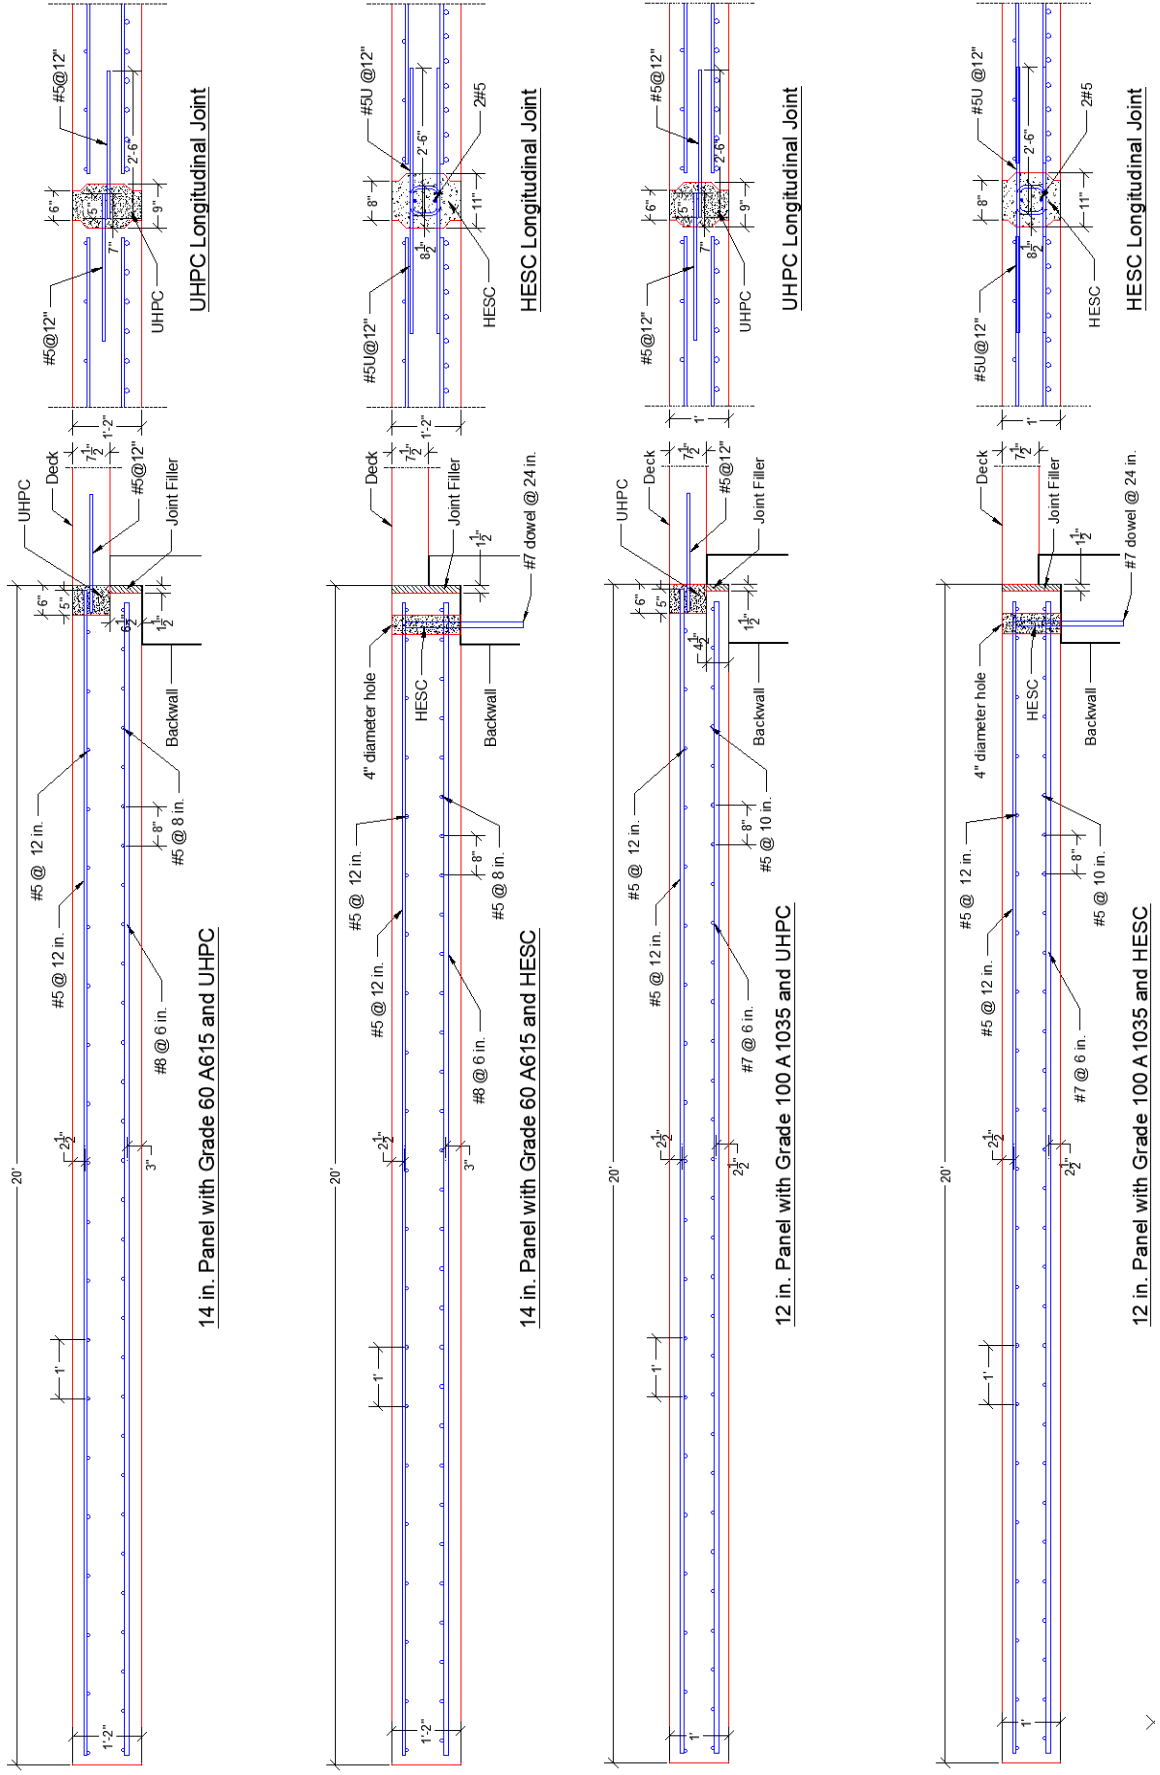 20'
6"
5"
UHPC
Deck
7 1/2"
#5@12"
Joint Filler
6 1/2"
1 1/2"
Backwall
#5 @ 12 in.
#5 @ 12 in.
#5 @ 8 in.
8"
#8 @ 6 in.
2 1/2"
3"
1'
1'-2"
1'-2"
14 in. Panel with Grade 60 A615 and UHPC
#5@12"
#5@12"
6"
5"
7"
9"
2'-6"
UHPC
UHPC Longitudinal Joint
20'
Deck
7 1/2"
Joint Filler
1 1/2"
#7 dowel @ 24 in.
4" diameter hole
HESC
Backwall
#5 @ 12 in.
#5 @ 12 in.
#5 @ 8 in.
8"
#8 @ 6 in.
2 1/2"
3"
1'
1'-2"
1'-2"
14 in. Panel with Grade 60 A615 and HESC
#5U@12"
#5U @12"
8"
8 1/2"
11"
2'-6"
2#5
HESC
HESC Longitudinal Joint
20'
6"
5"
UHPC
Deck
7 1/2"
#5@12"
Joint Filler
4 1/2"
1 1/2"
Backwall
#5 @ 12 in.
#5 @ 12 in.
#5 @ 10 in.
8"
#7 @ 6 in.
2 1/2"
2 1/2"
1'
1'
1'
12 in. Panel with Grade 100 A1035 and UHPC
#5@12"
#5@12"
6"
5"
7"
9"
2'-6"
UHPC
UHPC Longitudinal Joint
20'
Deck
7 1/2"
Joint Filler
1 1/2"
#7 dowel @ 24 in.
4" diameter hole
HESC
Backwall
#5 @ 12 in.
#5 @ 12 in.
#5 @ 10 in.
8"
#7 @ 6 in.
2 1/2"
2 1/2"
1'
1'
1'
12 in. Panel with Grade 100 A1035 and HESC
#5U@12"
#5U @12"
8"
8 1/2"
11"
2'-6"
2#5
HESC
HESC Longitudinal Joint